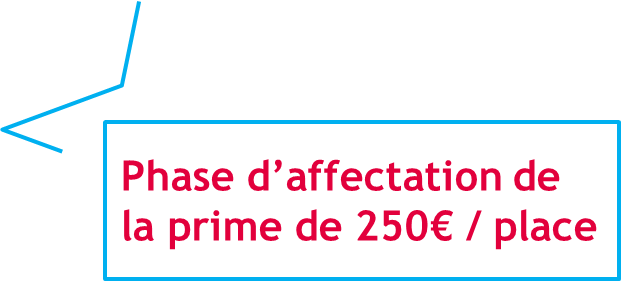 Phase d’affectation de
la prime de 250€ / place